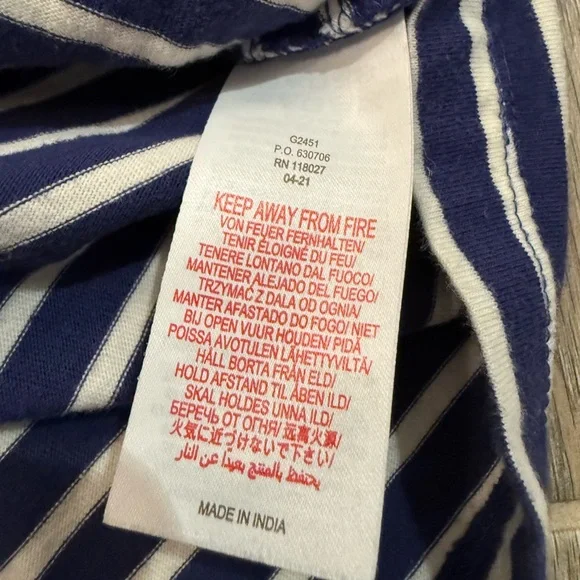 G2451
P.O. 630706
RN 118027
04-21
KEEP AWAY FROM FIRE
VON FEUER FERNHALTEN/
TENIR ÉLOIGNÉ DU FEU/
TENERE LONTANO DAL FUOCO/
MANTENER ALEJADO DEL FUEGO/
TRZYMAĆ Z DALA OD OGNIA/
MANTER AFASTADO DO FOGO/ NIET
BIJ OPEN VUUR HOUDEN/ PIDÄ
POISSA AVOTULEN LÄHETTYVILTÄ/
HÅLL BORTA FRÅN ELD/
HOLD AFSTAND TIL ÅBEN ILD/
SKAL HOLDES UNNA ILD/
БЕРЕЧЬ ОТ ОГНЯ/远离火源/
火気に近づけないで下さい/
يحتفظ بالمنتج بعيدا عن النار
MADE IN INDIA